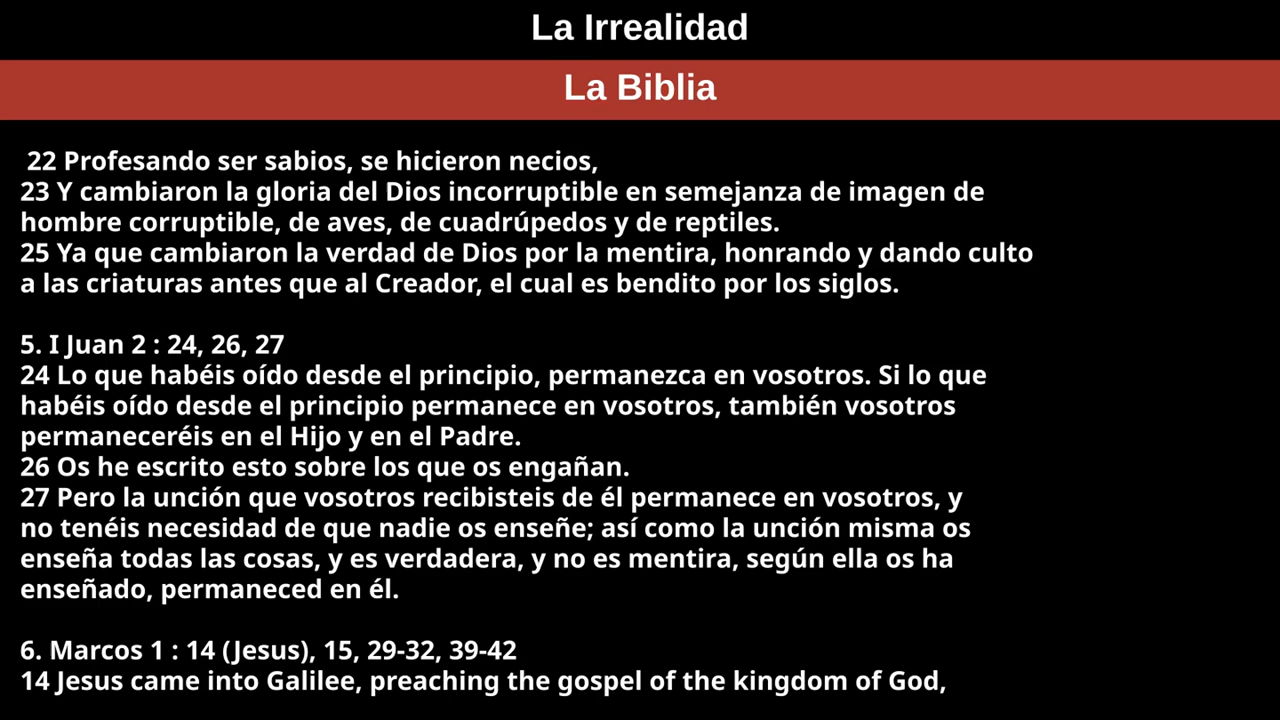 La Irrealidad
La Biblia
22 Profesando ser sabios, se hicieron necios,
23 Y cambiaron la gloria del Dios incorruptible en semejanza de imagen de
hombre corruptible, de aves, de cuadrúpedos y de reptiles.
25 Ya que cambiaron la verdad de Dios por la mentira, honrando y dando culto
a las criaturas antes que al Creador, el cual es bendito por los siglos.
5. I Juan 2 : 24, 26, 27
24 Lo que habéis oído desde el principio, permanezca en vosotros. Si lo que
habéis oído desde el principio permanece en vosotros, también vosotros
permaneceréis en el Hijo y en el Padre.
26 Os he escrito esto sobre los que os engañan.
27 Pero la unción que vosotros recibisteis de él permanece en vosotros, y
no tenéis necesidad de que nadie os enseñe; así como la unción misma os
enseña todas las cosas, y es verdadera, y no es mentira, según ella os ha
enseñado, permaneced en él.
6. Marcos 1 : 14 (Jesus), 15, 29-32, 39-42
14 Jesus came into Galilee, preaching the gospel of the kingdom of God,